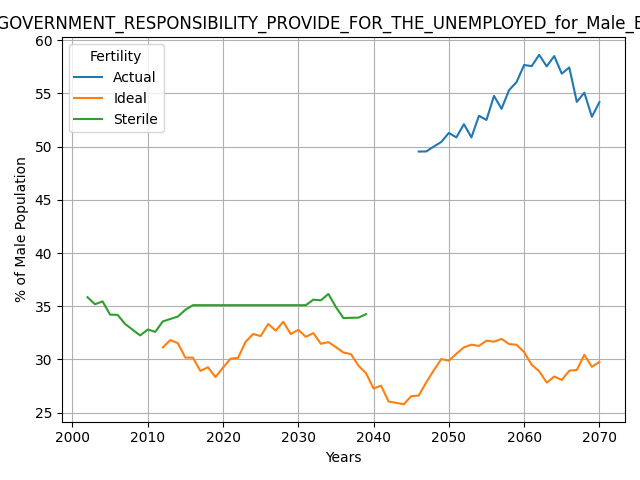 GOVERNMENT_RESPONSIBILITY_PROVIDE_FOR_THE_UNEMPLOYED_for_Male_
Fertility
Actual
Ideal
Sterile
% of Male Population
60
55
50
45
40
35
30
25
2000 2010 2020 2030 2040 2050 2060 2070
Years